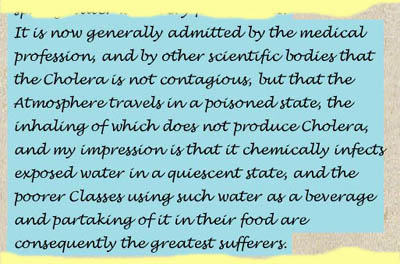 It is now generally admitted by the medical
profession, and by other scientific bodies that
the Cholera is not contagious, but that the
Atmosphere travels in a poisoned state, the
inhaling of which does not produce Cholera,
and my impression is that it chemically infects
exposed water in a quiescent state, and the
poorer Classes using such water as a beverage
and partaking of it in their food are
consequently the greatest sufferers.